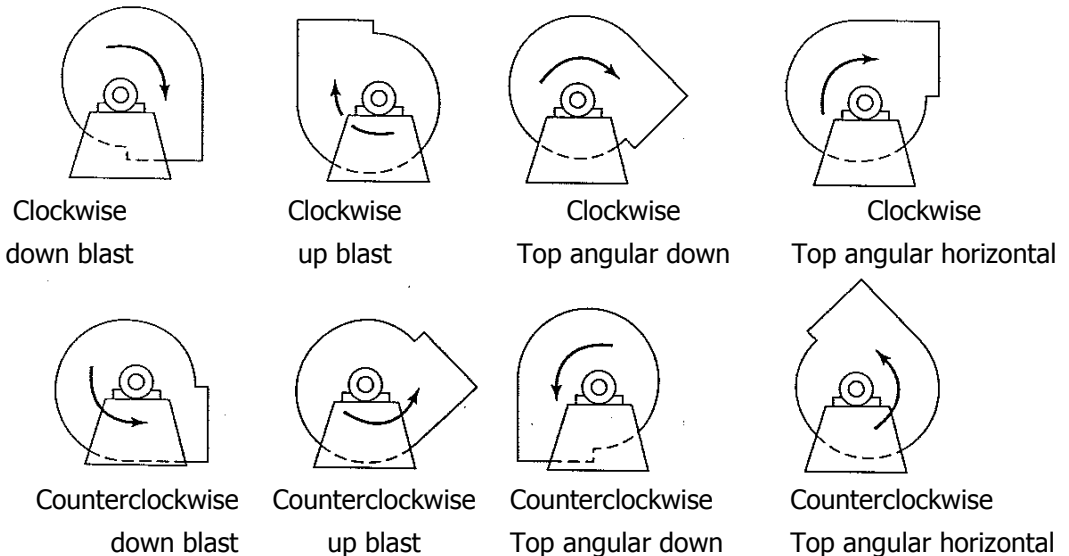 Clockwise Clockwise Clockwise Clockwise
down blast up blast Top angular down Top angular horizontal
Counterclockwise Counterclockwise Counterclockwise Counterclockwise
down blast up blast Top angular down Top angular horizontal